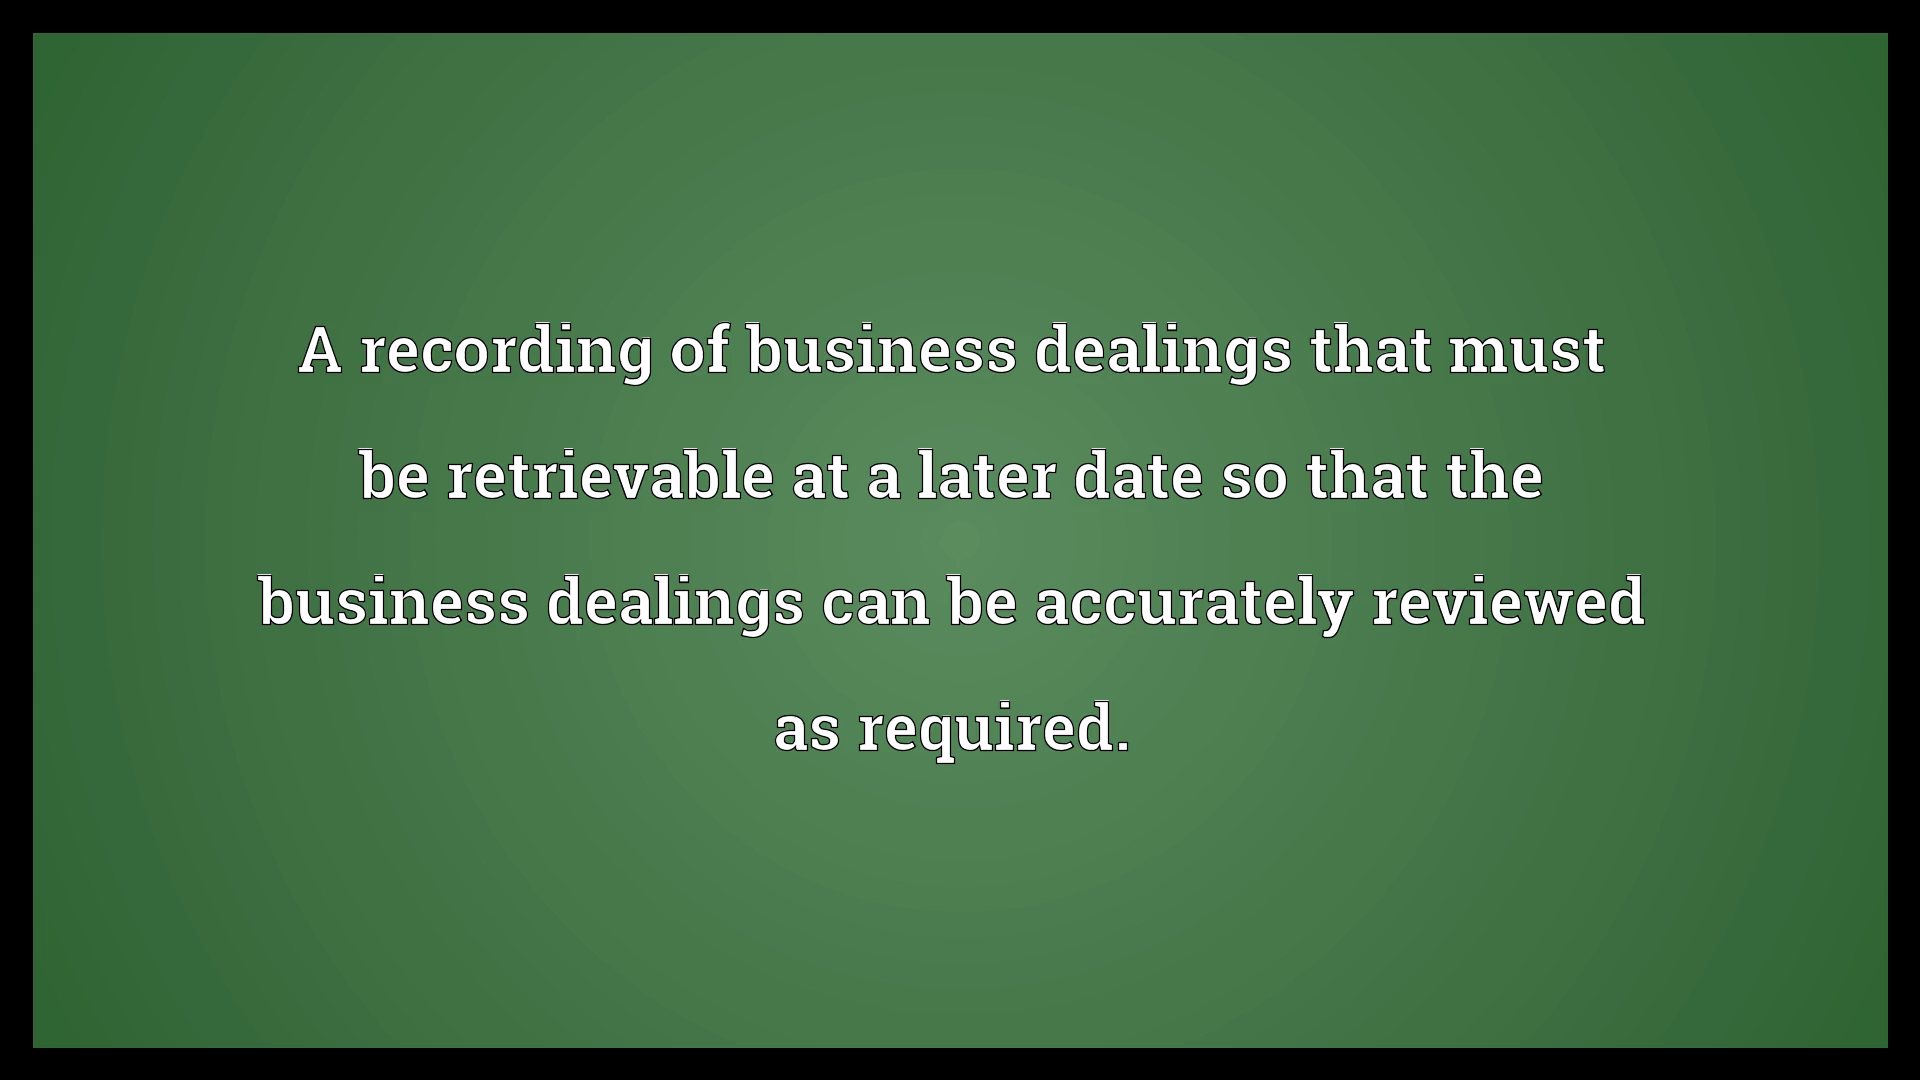 A recording of business dealings that must
be retrievable at a later date so that the
business dealings can be accurately reviewed
as required.